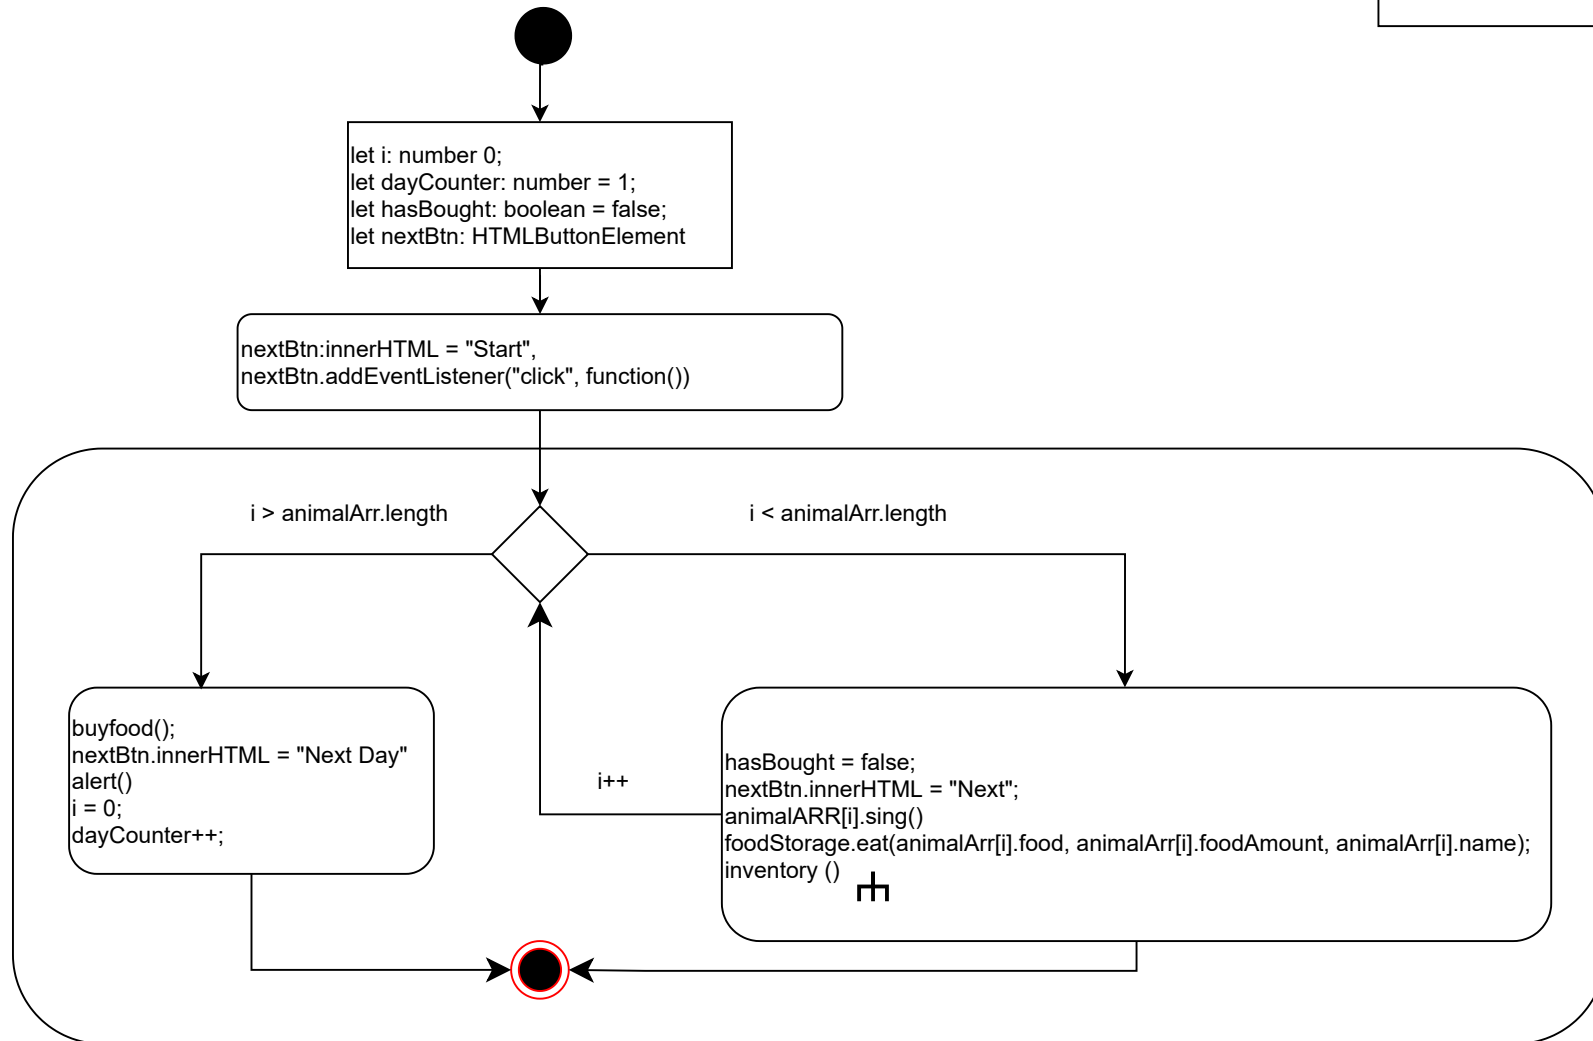 let i: number 0;
let dayCounter: number = 1;
let hasBought: boolean = false;
let nextBtn: HTMLButtonElement
nextBtn:innerHTML = "Start",
nextBtn.addEventListener("click", function())
i > animalArr.length
i < animalArr.length
buyfood();
nextBtn.innerHTML = "Next Day"
alert()
i = 0;
dayCounter++;
i++
hasBought = false;
nextBtn.innerHTML = "Next";
animalARR[i].sing()
foodStorage.eat(animalArr[i].food, animalArr[i].foodAmount, animalArr[i].name);
inventory ()